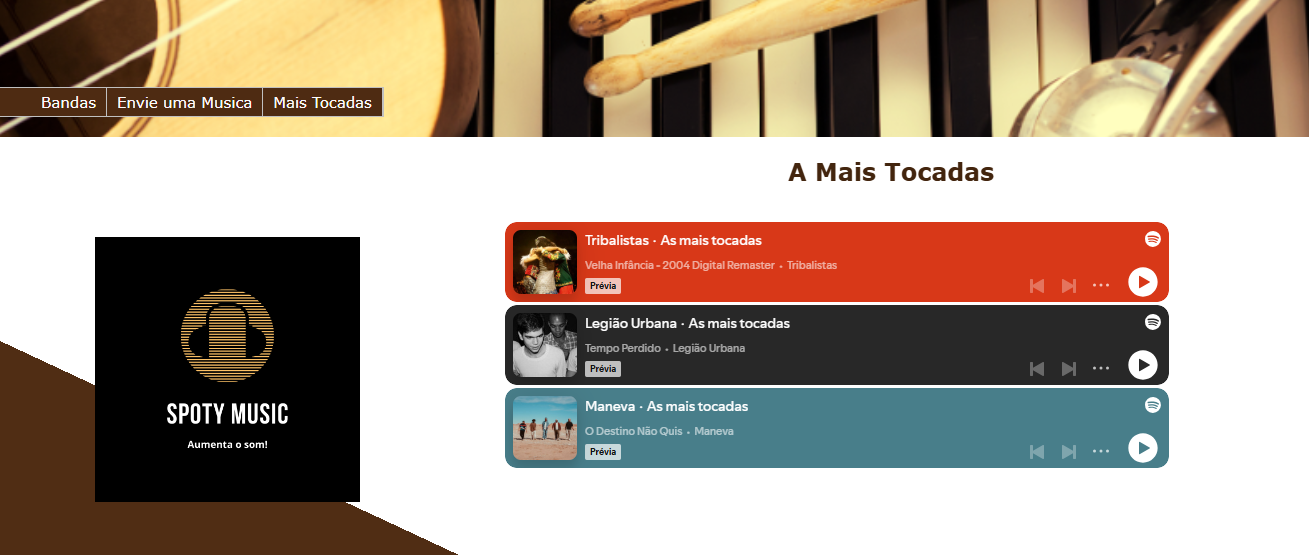 Bandas
Envie uma Musica
Mais Tocadas
A Mais Tocadas
SPOTY MUSIC
Aumenta o som!
Tribalistas · As mais tocadas
Velha Infância - 2004 Digital Remaster • Tribalistas
Prévia
Legião Urbana · As mais tocadas
Tempo Perdido • Legião Urbana
Prévia
Maneva · As mais tocadas
O Destino Não Quis • Maneva
Prévia